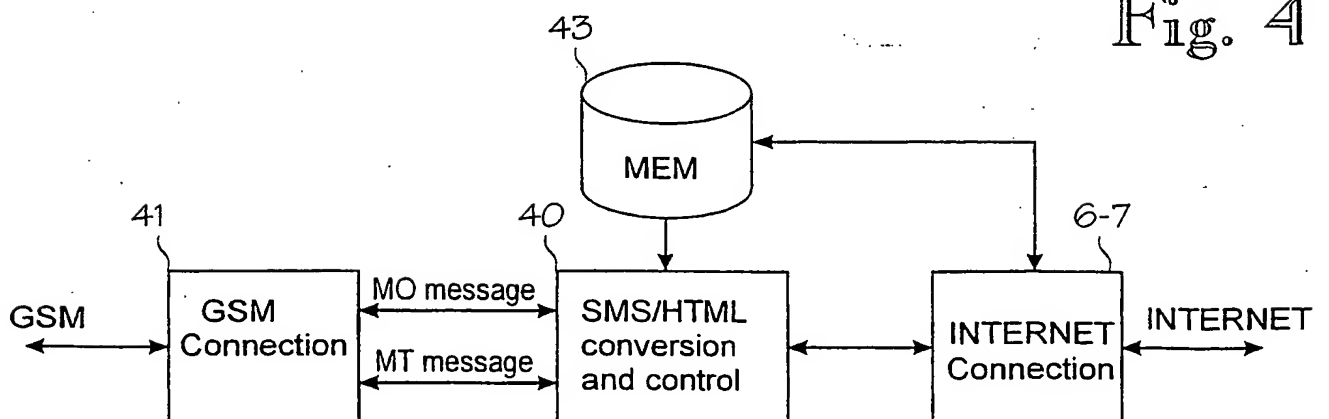 Fig. 4
43
MEM
41
40
6-7
GSM
GSM
Connection
MO message
MT message
SMS/HTML
conversion
and control
INTERNET
Connection
INTERNET